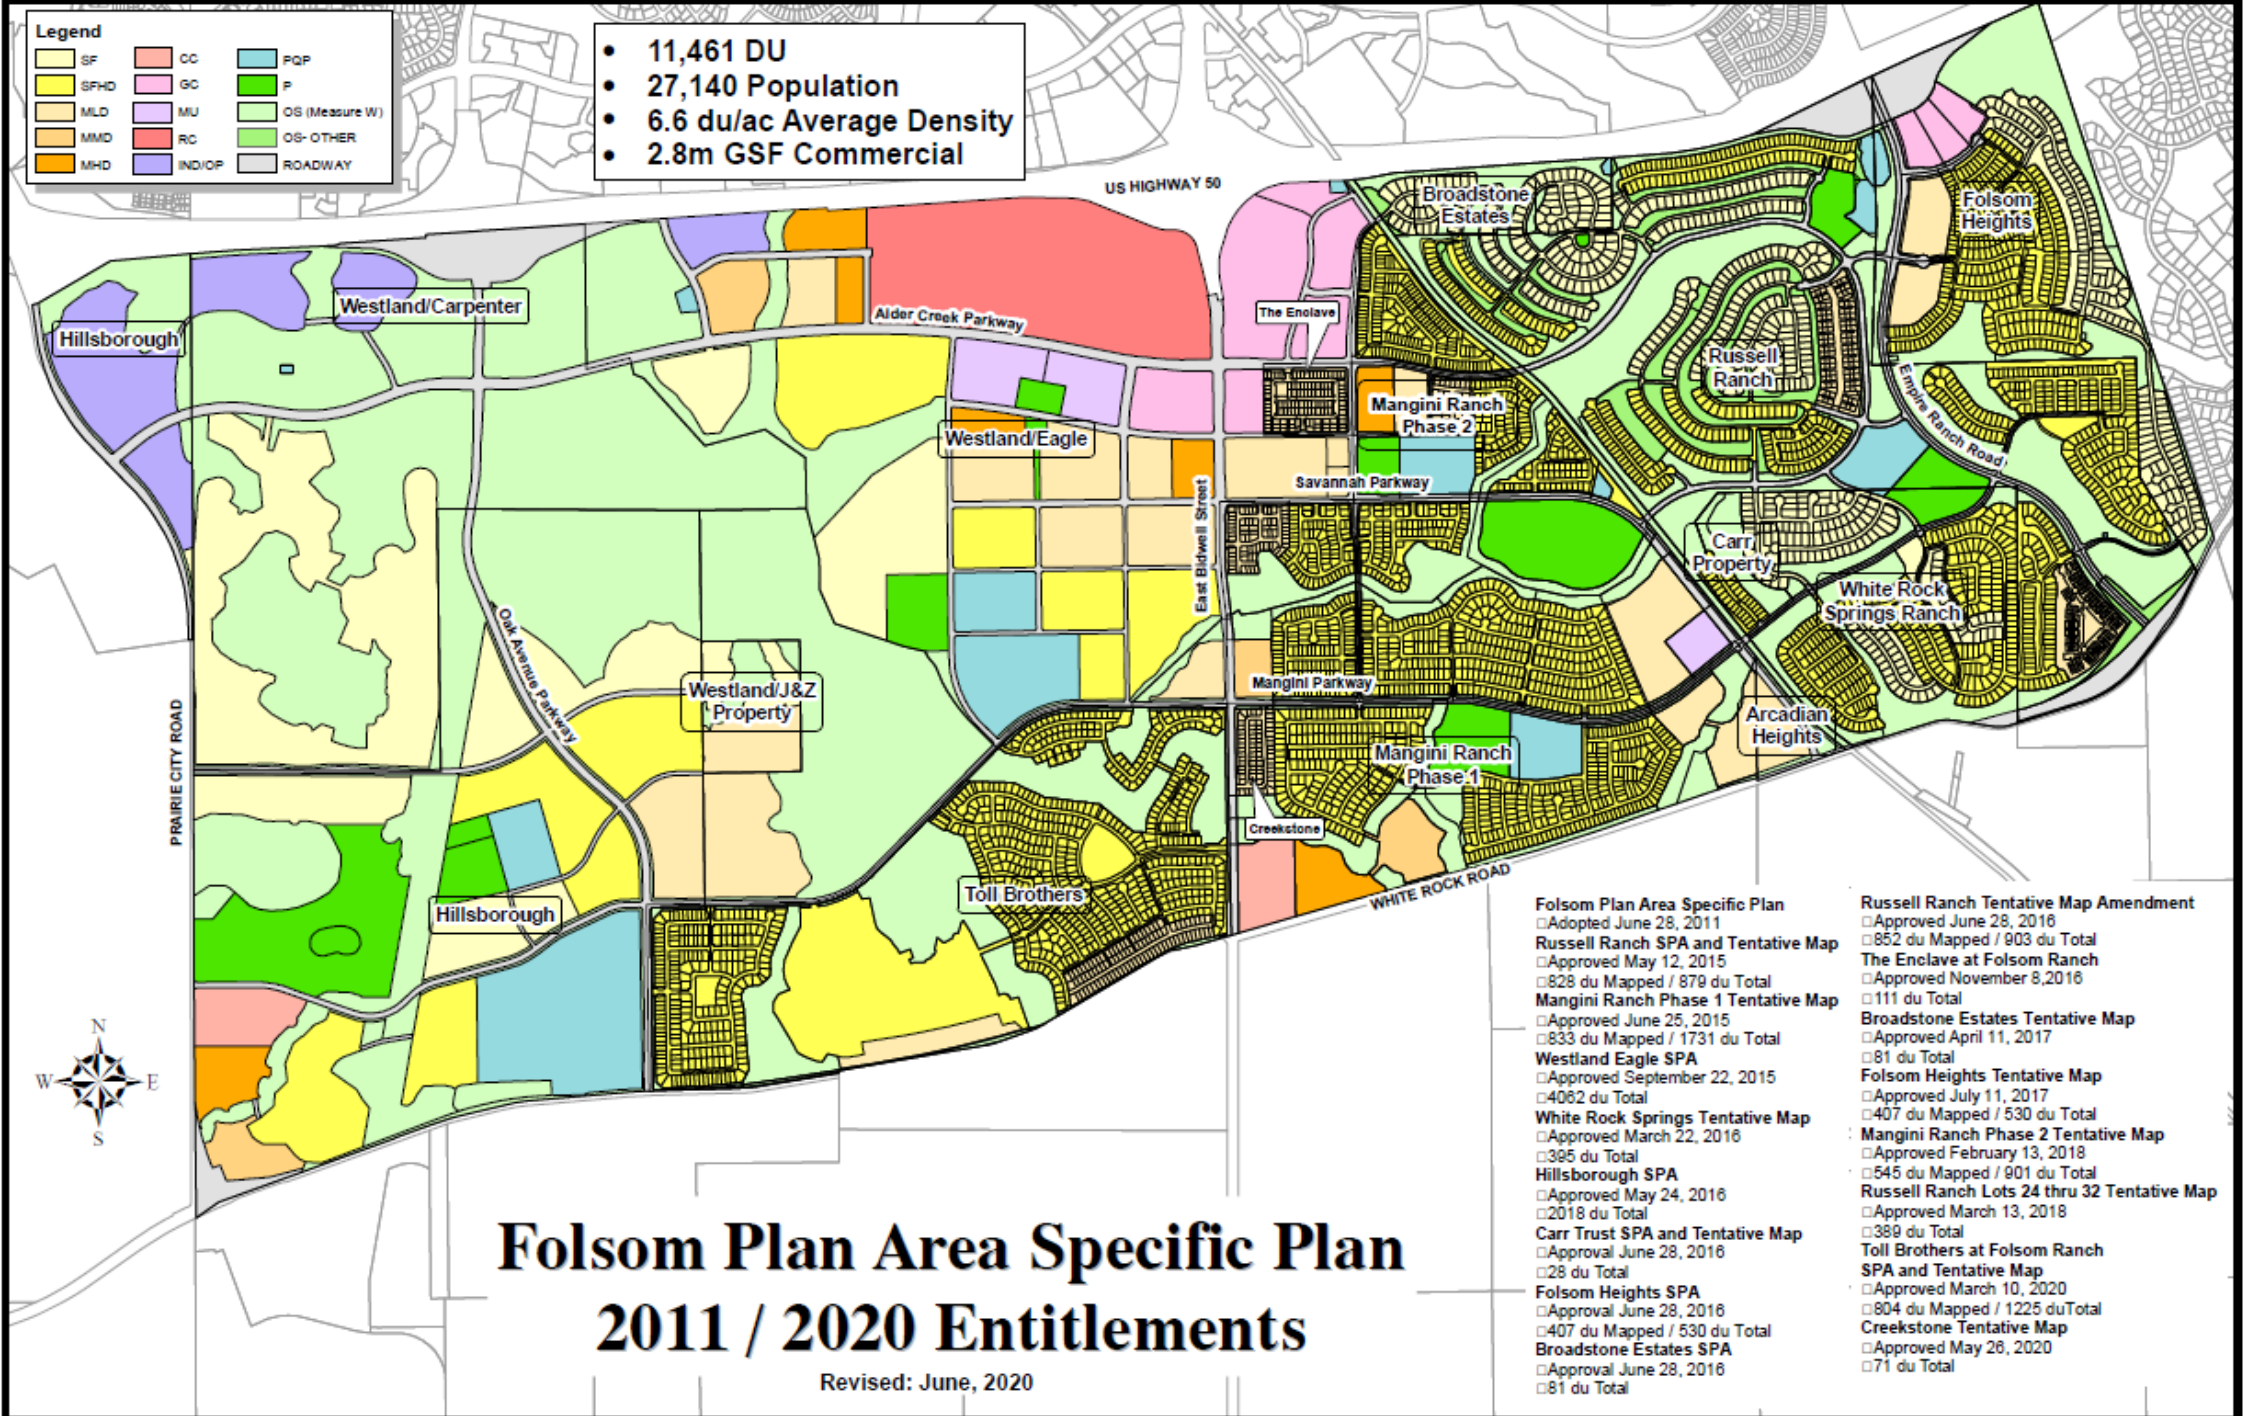 Legend
SF
SFHD
MLD
MMD
MHD
CC
GC
MU
RC
IND/OP
PQP
P
OS (Measure W)
OS- OTHER
ROADWAY
• 11,461 DU
• 27,140 Population
• 6.6 du/ac Average Density
• 2.8m GSF Commercial
US HIGHWAY 50
Broadstone
Estates
Folsom
Heights
Westland/Carpenter
Hillsborough
Alder Creek Parkway
The Enclave
Russell
Ranch
Empire Ranch Road
Mangini Ranch
Phase 2
Westland/Eagle
Savannah Parkway
East Bidwell Street
Carr
Property
White Rock
Springs Ranch
Oak Avenue Parkway
Westland/J&Z
Property
Mangini Parkway
PRAIRIE CITY ROAD
Arcadian
Heights
Mangini Ranch
Phase 1
Creekstone
Toll Brothers
WHITE ROCK ROAD
Hillsborough
N
W
E
S
Folsom Plan Area Specific Plan
2011 / 2020 Entitlements
Revised: June, 2020
Folsom Plan Area Specific Plan
□Adopted June 28, 2011
Russell Ranch SPA and Tentative Map
□Approved May 12, 2015
□828 du Mapped / 879 du Total
Mangini Ranch Phase 1 Tentative Map
□Approved June 25, 2015
□833 du Mapped / 1731 du Total
Westland Eagle SPA
□Approved September 22, 2015
□4062 du Total
White Rock Springs Tentative Map
□Approved March 22, 2016
□395 du Total
Hillsborough SPA
□Approved May 24, 2016
□2018 du Total
Carr Trust SPA and Tentative Map
□Approval June 28, 2016
□28 du Total
Folsom Heights SPA
□Approval June 28, 2016
□407 du Mapped / 530 du Total
Broadstone Estates SPA
□Approval June 28, 2016
□81 du Total
Russell Ranch Tentative Map Amendment
□Approved June 28, 2016
□852 du Mapped / 903 du Total
The Enclave at Folsom Ranch
□Approved November 8,2016
□111 du Total
Broadstone Estates Tentative Map
□Approved April 11, 2017
□81 du Total
Folsom Heights Tentative Map
□Approved July 11, 2017
□407 du Mapped / 530 du Total
Mangini Ranch Phase 2 Tentative Map
□Approved February 13, 2018
□545 du Mapped / 901 du Total
Russell Ranch Lots 24 thru 32 Tentative Map
□Approved March 13, 2018
□389 du Total
Toll Brothers at Folsom Ranch
SPA and Tentative Map
□Approved March 10, 2020
□804 du Mapped / 1225 duTotal
Creekstone Tentative Map
□Approved May 26, 2020
□71 du Total